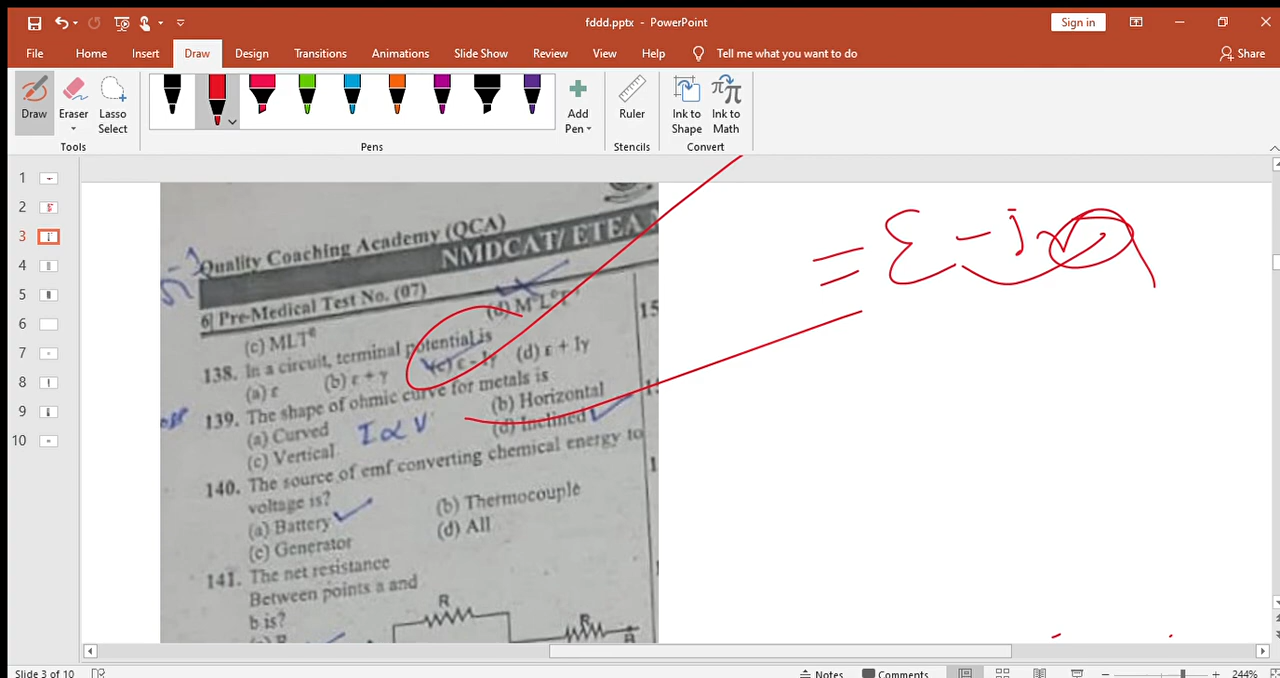 fddd.pptx - PowerPoint
Sign in
File Home Insert Draw Design Transitions Animations Slide Show Review View Help Tell me what you want to do Share
Draw Eraser Lasso Select Add Pen Ruler Ink to Shape Ink to Math
Tools Pens Stencils Convert
1
2
3
4
5
6
7
8
9
10
Quality Coaching Academy (QCA)
NMDCAT/ ETEA
6| Pre-Medical Test No. (07)
(c) MLT°
138. In a circuit, terminal potential is
(a) ε (b) ε + γ (c) ε - Iγ (d) ε + Iγ
139. The shape of ohmic curve for metals is
(a) Curved (b) Horizontal
(c) Vertical (d) Inclined
I ∝ V
140. The source of emf converting chemical energy to
voltage is?
(a) Battery (b) Thermocouple
(c) Generator (d) All
141. The net resistance
Between points a and
b is?
R
R
15
= ε -
Slide 3 of 10 Notes Comments 244%